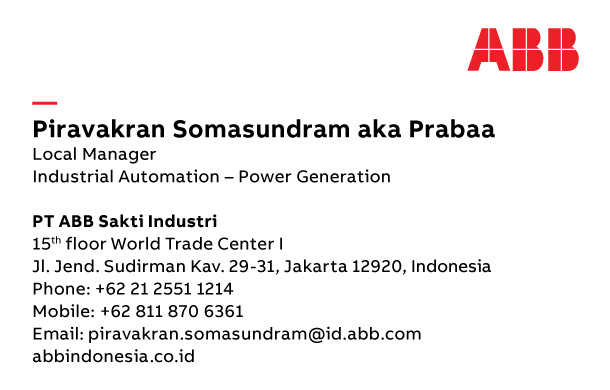 ABB
Piravakran Somasundram aka Prabaa
Local Manager
Industrial Automation – Power Generation
PT ABB Sakti Industri
15th floor World Trade Center I
Jl. Jend. Sudirman Kav. 29-31, Jakarta 12920, Indonesia
Phone: +62 21 2551 1214
Mobile: +62 811 870 6361
Email: piravakran.somasundram@id.abb.com
abbindonesia.co.id